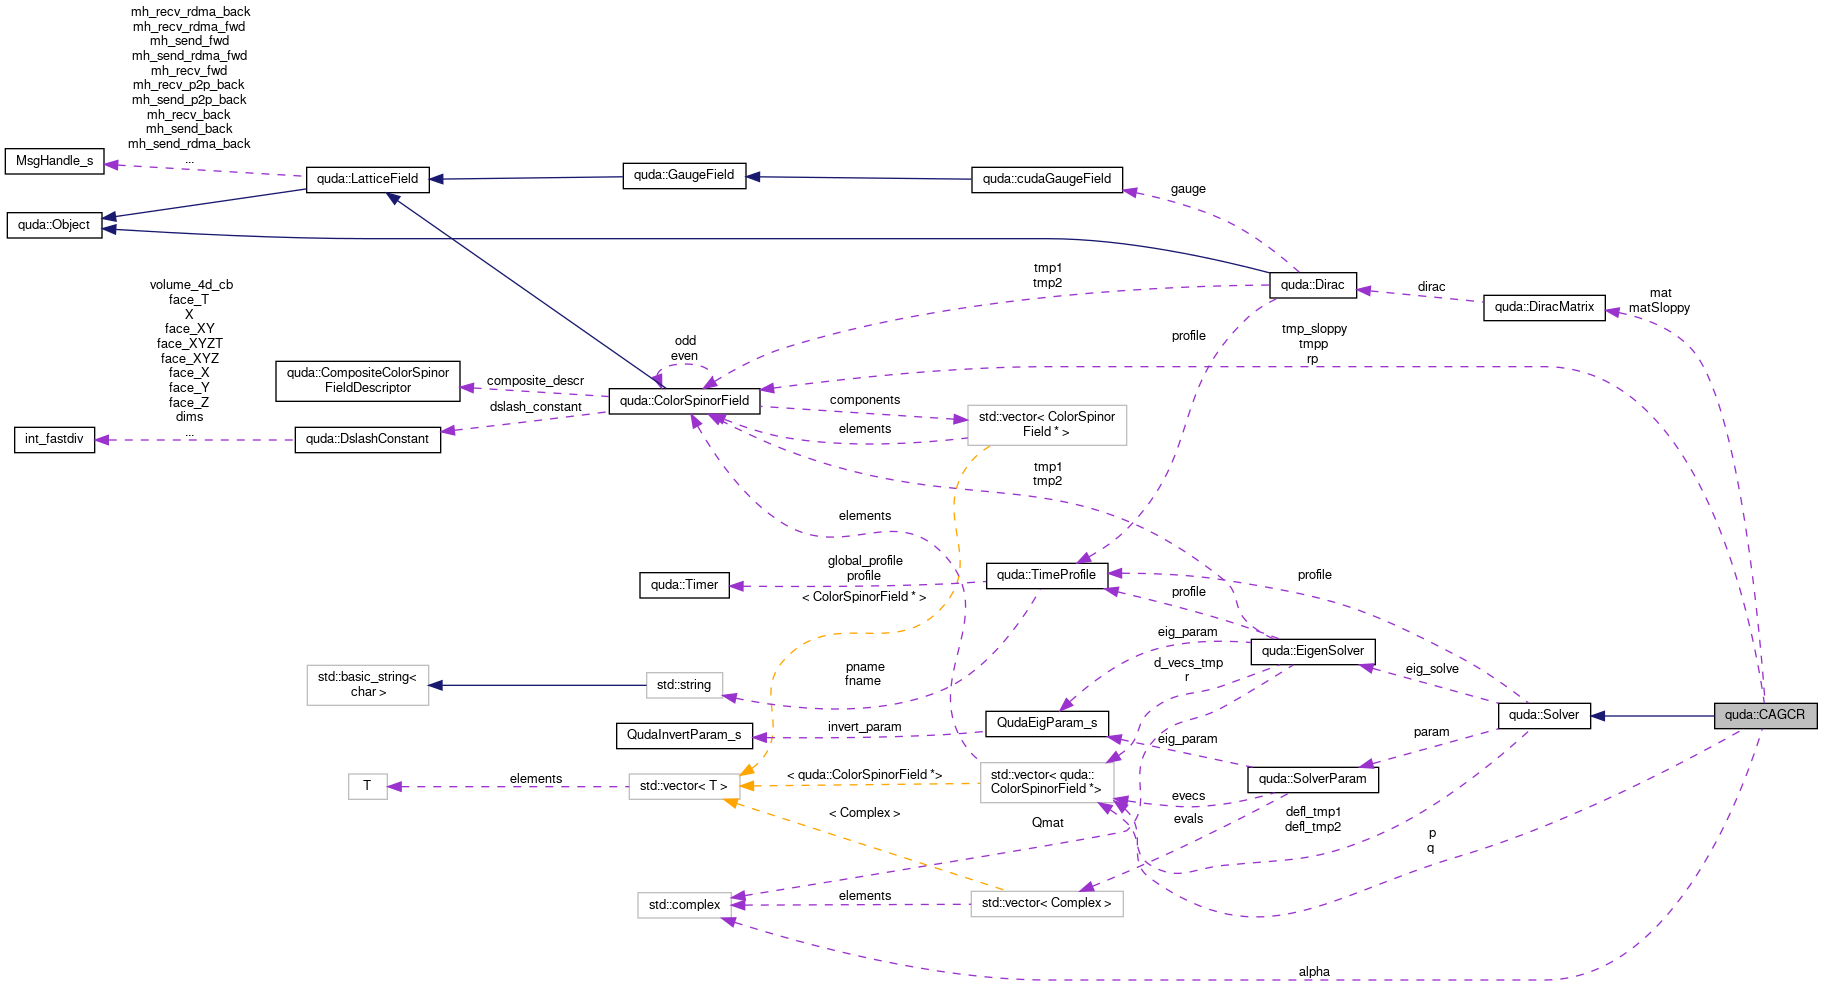 mh_recv_rdma_back
mh_recv_rdma_fwd
mh_send_fwd
mh_send_rdma_fwd
mh_recv_fwd
mh_recv_p2p_back
mh_send_p2p_back
mh_recv_back
mh_send_back
mh_send_rdma_back
...
MsgHandle_s
quda::LatticeField
quda::GaugeField
quda::cudaGaugeField
gauge
quda::Object
quda::Dirac
dirac
quda::DiracMatrix
mat
matSloppy
tmp1
tmp2
profile
tmp_sloppy
tmpp
rp
volume_4d_cb
face_T
X
face_XY
face_XYZT
face_XYZ
face_X
face_Y
face_Z
dims
...
int_fastdiv
quda::DslashConstant
quda::CompositeColorSpinor
FieldDescriptor
composite_descr
dslash_constant
odd
even
quda::ColorSpinorField
components
elements
std::vector< ColorSpinor
Field * >
tmp1
tmp2
elements
quda::Timer
global_profile
profile
< ColorSpinorField * >
quda::TimeProfile
profile
profile
eig_param
quda::EigenSolver
eig_solve
d_vecs_tmp
r
pname
fname
std::basic_string<
char >
std::string
QudaInvertParam_s
invert_param
QudaEigParam_s
eig_param
quda::Solver
param
quda::CAGCR
quda::SolverParam
T
elements
std::vector< T >
< quda::ColorSpinorField *>
std::vector< quda::
ColorSpinorField *>
evecs
evals
defl_tmp1
defl_tmp2
< Complex >
Qmat
p
q
std::complex
elements
std::vector< Complex >
alpha